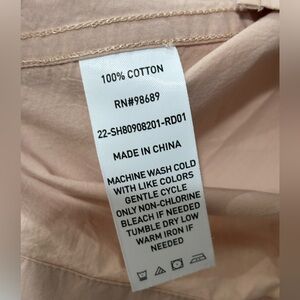 100% COTTON
RN#98689
22-SH80908201-RD01
MADE IN CHINA
MACHINE WASH COLD
WITH LIKE COLORS
GENTLE CYCLE
ONLY NON-CHLORINE
BLEACH IF NEEDED
TUMBLE DRY LOW
WARM IRON IF
NEEDED